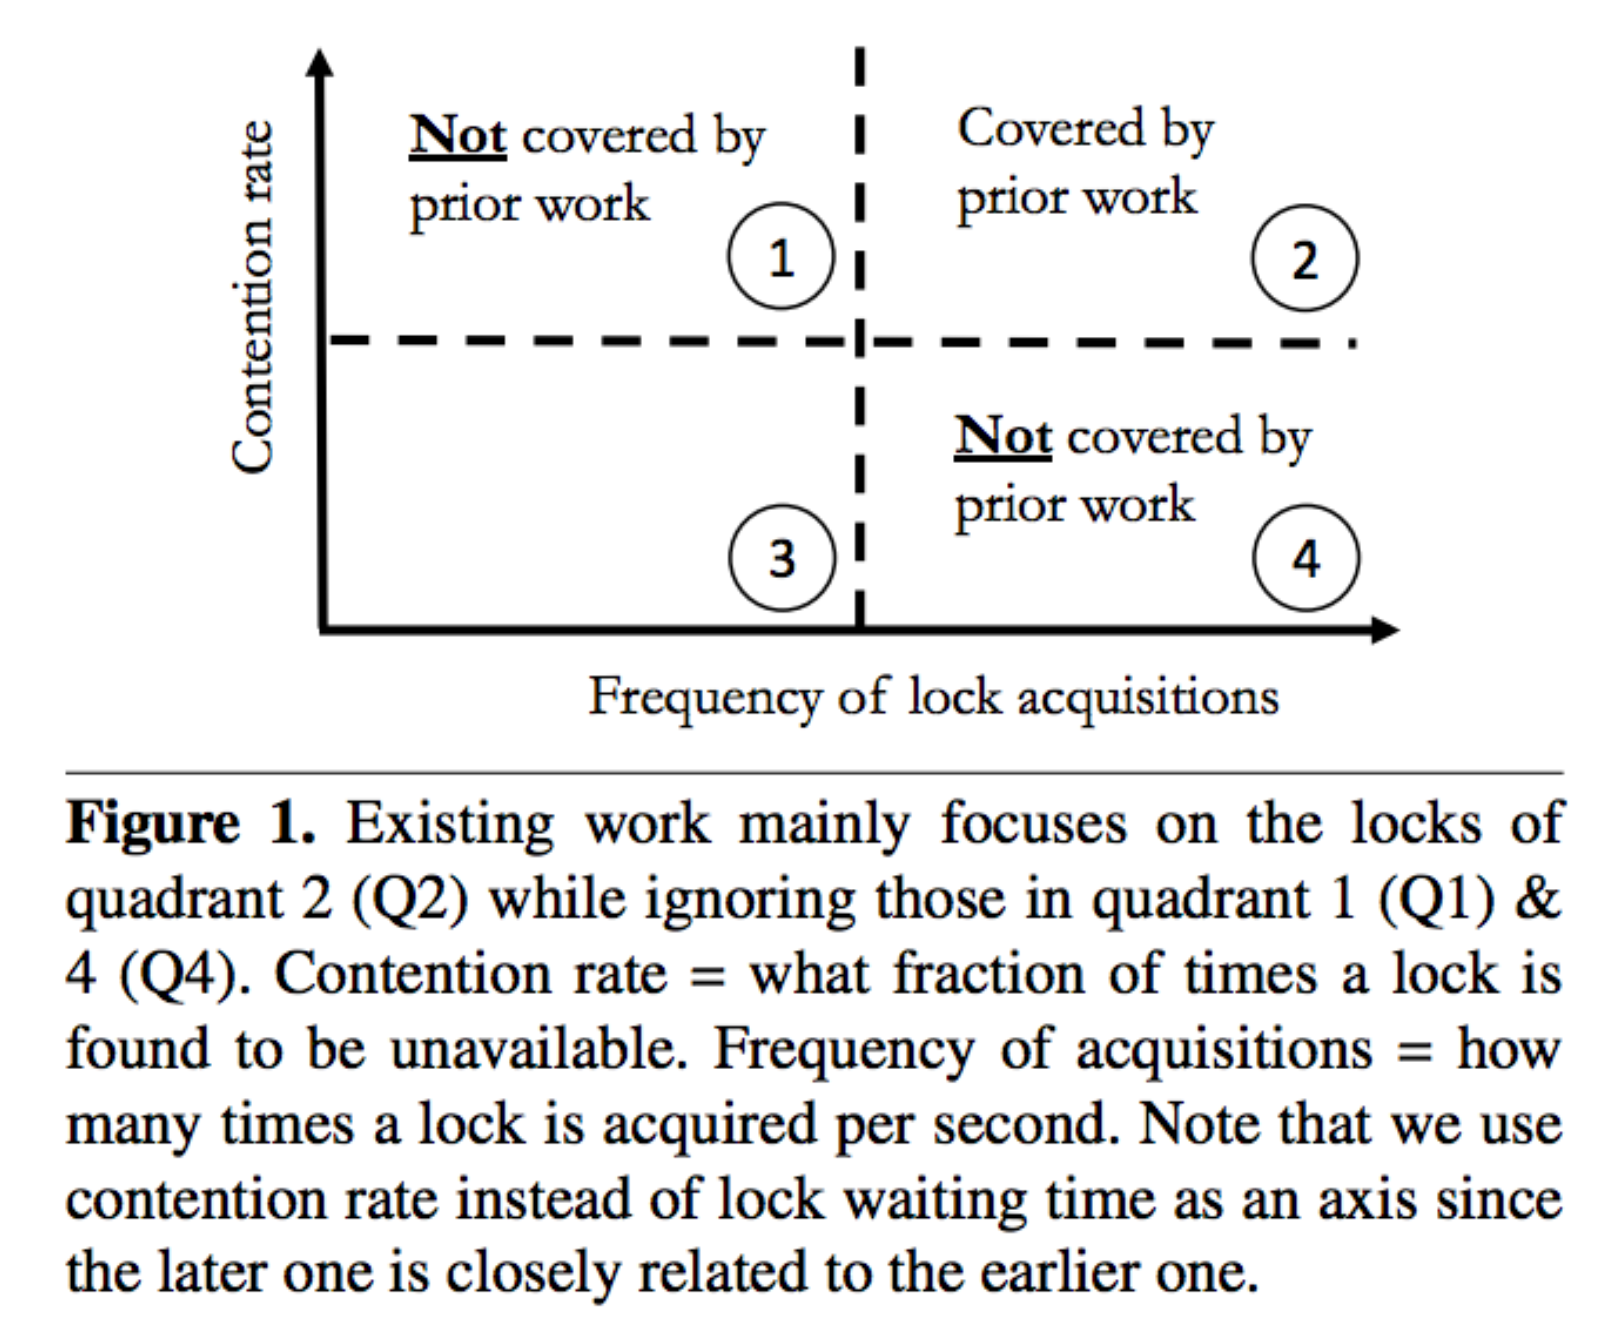 Not covered by
prior work
1
Covered by
prior work
2
Contention rate
3
Not covered by
prior work
4
Frequency of lock acquisitions
Figure 1. Existing work mainly focuses on the locks of
quadrant 2 (Q2) while ignoring those in quadrant 1 (Q1) &
4 (Q4). Contention rate = what fraction of times a lock is
found to be unavailable. Frequency of acquisitions = how
many times a lock is acquired per second. Note that we use
contention rate instead of lock waiting time as an axis since
the later one is closely related to the earlier one.